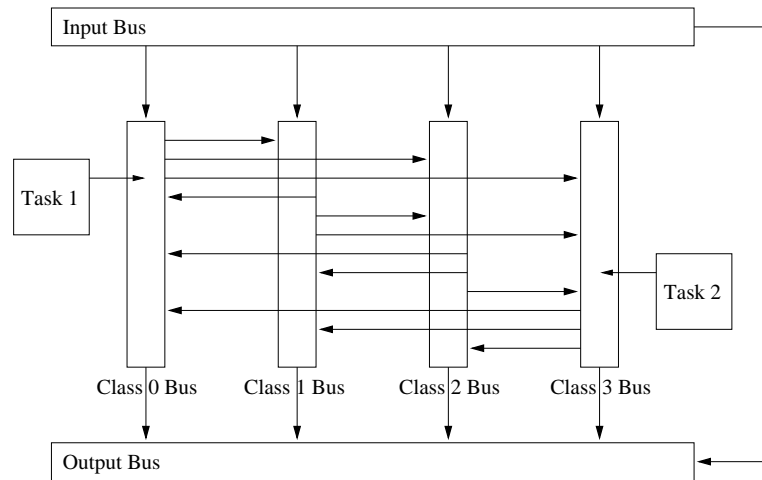 Input Bus
Task 1
Task 2
Class 0 Bus
Class 1 Bus
Class 2 Bus
Class 3 Bus
Output Bus